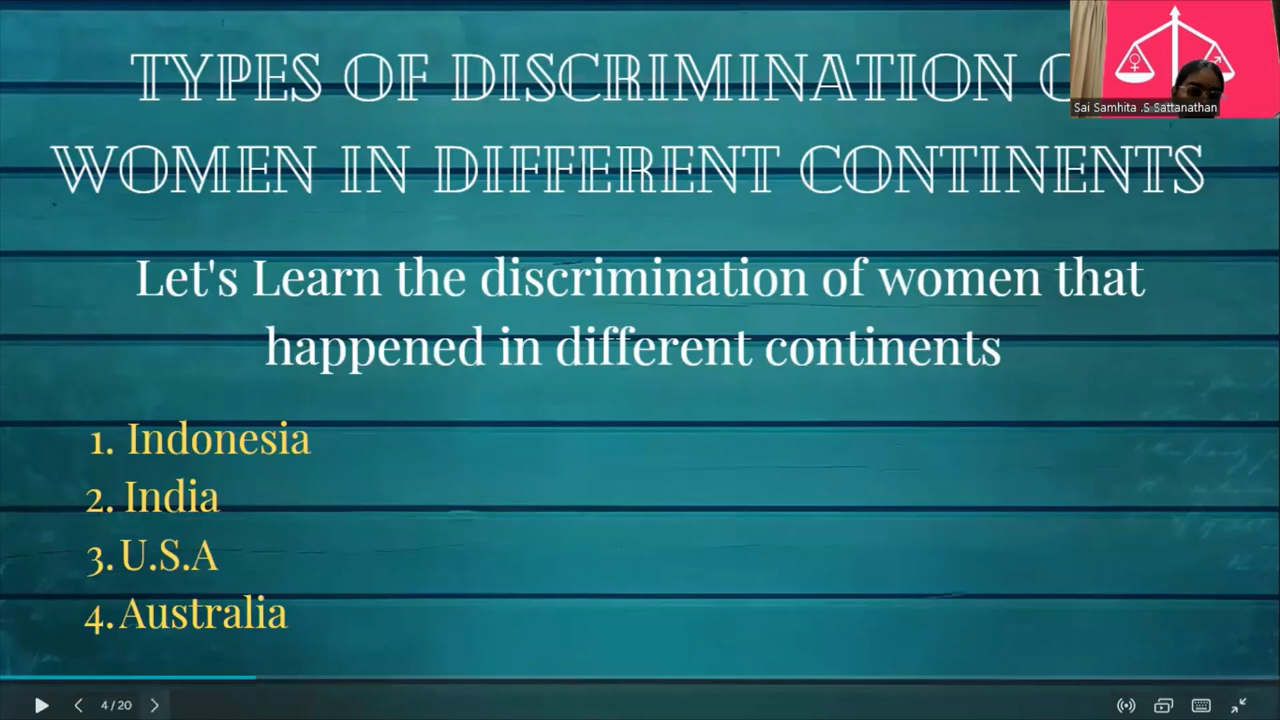 TYPES OF DISCRIMINATION
WOMEN IN DIFFERENT CONTINENTS
Sai Samhita .S Sattanathan
Let's Learn the discrimination of women that
happened in different continents
1. Indonesia
2. India
3. U.S.A
4. Australia
4 / 20